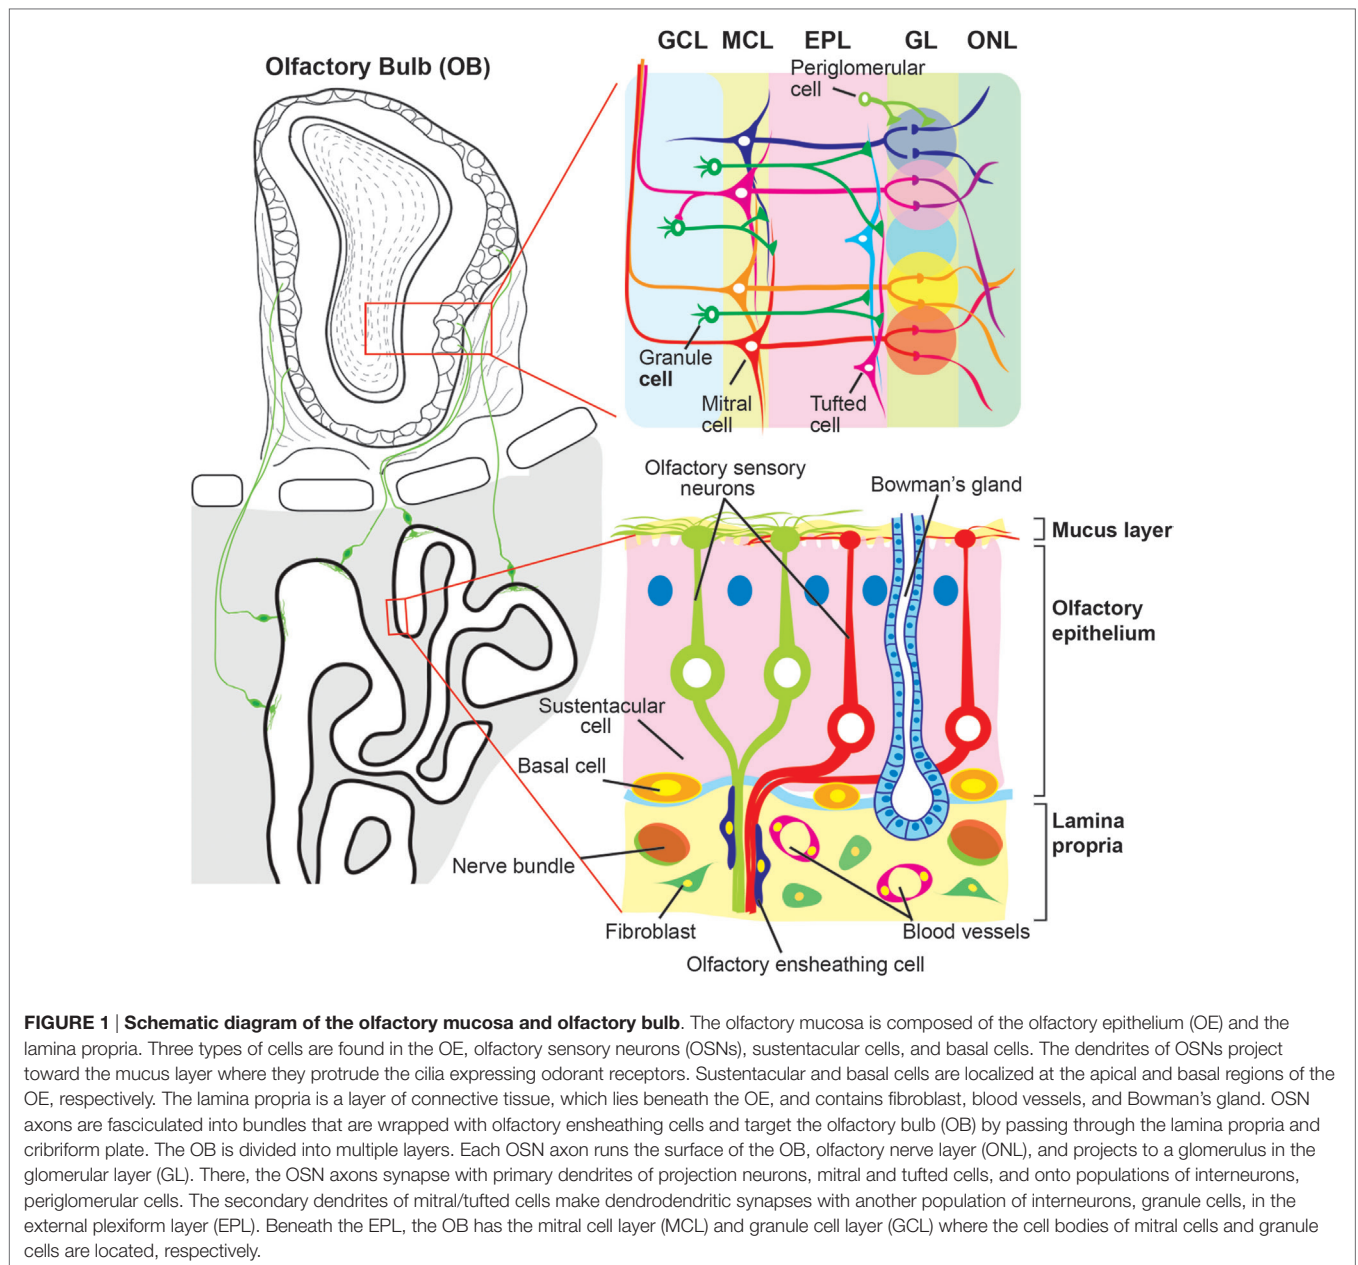 Olfactory Bulb (OB)
GCL MCL EPL GL ONL
Periglomerular
cell
Granule
cell
Mitral
cell
Tufted
cell
Olfactory sensory
neurons
Bowman's gland
Mucus layer
Olfactory
epithelium
Sustentacular
cell
Basal cell
Lamina
propria
Nerve bundle
Fibroblast
Blood vessels
Olfactory ensheathing cell
FIGURE 1 | Schematic diagram of the olfactory mucosa and olfactory bulb. The olfactory mucosa is composed of the olfactory epithelium (OE) and the
lamina propria. Three types of cells are found in the OE, olfactory sensory neurons (OSNs), sustentacular cells, and basal cells. The dendrites of OSNs project
toward the mucus layer where they protrude the cilia expressing odorant receptors. Sustentacular and basal cells are localized at the apical and basal regions of the
OE, respectively. The lamina propria is a layer of connective tissue, which lies beneath the OE, and contains fibroblast, blood vessels, and Bowman's gland. OSN
axons are fasciculated into bundles that are wrapped with olfactory ensheathing cells and target the olfactory bulb (OB) by passing through the lamina propria and
cribriform plate. The OB is divided into multiple layers. Each OSN axon runs the surface of the OB, olfactory nerve layer (ONL), and projects to a glomerulus in the
glomerular layer (GL). There, the OSN axons synapse with primary dendrites of projection neurons, mitral and tufted cells, and onto populations of interneurons,
periglomerular cells. The secondary dendrites of mitral/tufted cells make dendrodendritic synapses with another population of interneurons, granule cells, in the
external plexiform layer (EPL). Beneath the EPL, the OB has the mitral cell layer (MCL) and granule cell layer (GCL) where the cell bodies of mitral cells and granule
cells are located, respectively.